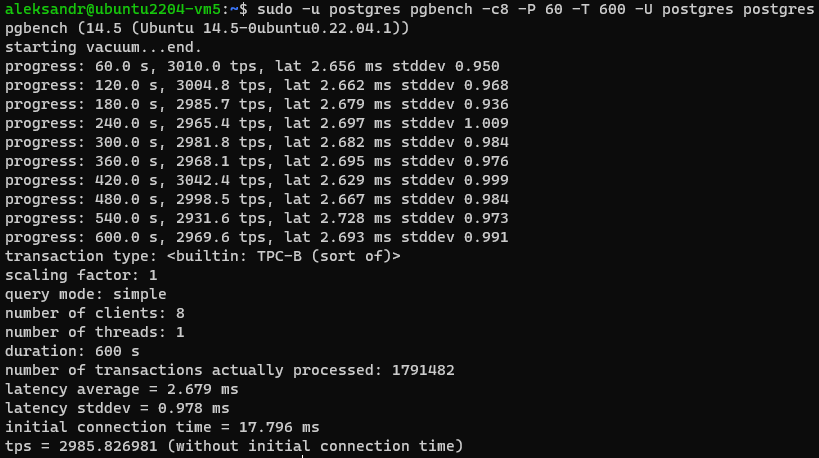 aleksandr@ubuntu2204-vm5:~$ sudo -u postgres pgbench -c8 -P 60 -T 600 -U postgres postgres
pgbench (14.5 (Ubuntu 14.5-0ubuntu0.22.04.1))
starting vacuum...end.
progress: 60.0 s, 3010.0 tps, lat 2.656 ms stddev 0.950
progress: 120.0 s, 3004.8 tps, lat 2.662 ms stddev 0.968
progress: 180.0 s, 2985.7 tps, lat 2.679 ms stddev 0.936
progress: 240.0 s, 2965.4 tps, lat 2.697 ms stddev 1.009
progress: 300.0 s, 2981.8 tps, lat 2.682 ms stddev 0.984
progress: 360.0 s, 2968.1 tps, lat 2.695 ms stddev 0.976
progress: 420.0 s, 3042.4 tps, lat 2.629 ms stddev 0.999
progress: 480.0 s, 2998.5 tps, lat 2.667 ms stddev 0.984
progress: 540.0 s, 2931.6 tps, lat 2.728 ms stddev 0.973
progress: 600.0 s, 2969.6 tps, lat 2.693 ms stddev 0.991
transaction type: <builtin: TPC-B (sort of)>
scaling factor: 1
query mode: simple
number of clients: 8
number of threads: 1
duration: 600 s
number of transactions actually processed: 1791482
latency average = 2.679 ms
latency stddev = 0.978 ms
initial connection time = 17.796 ms
tps = 2985.826981 (without initial connection time)